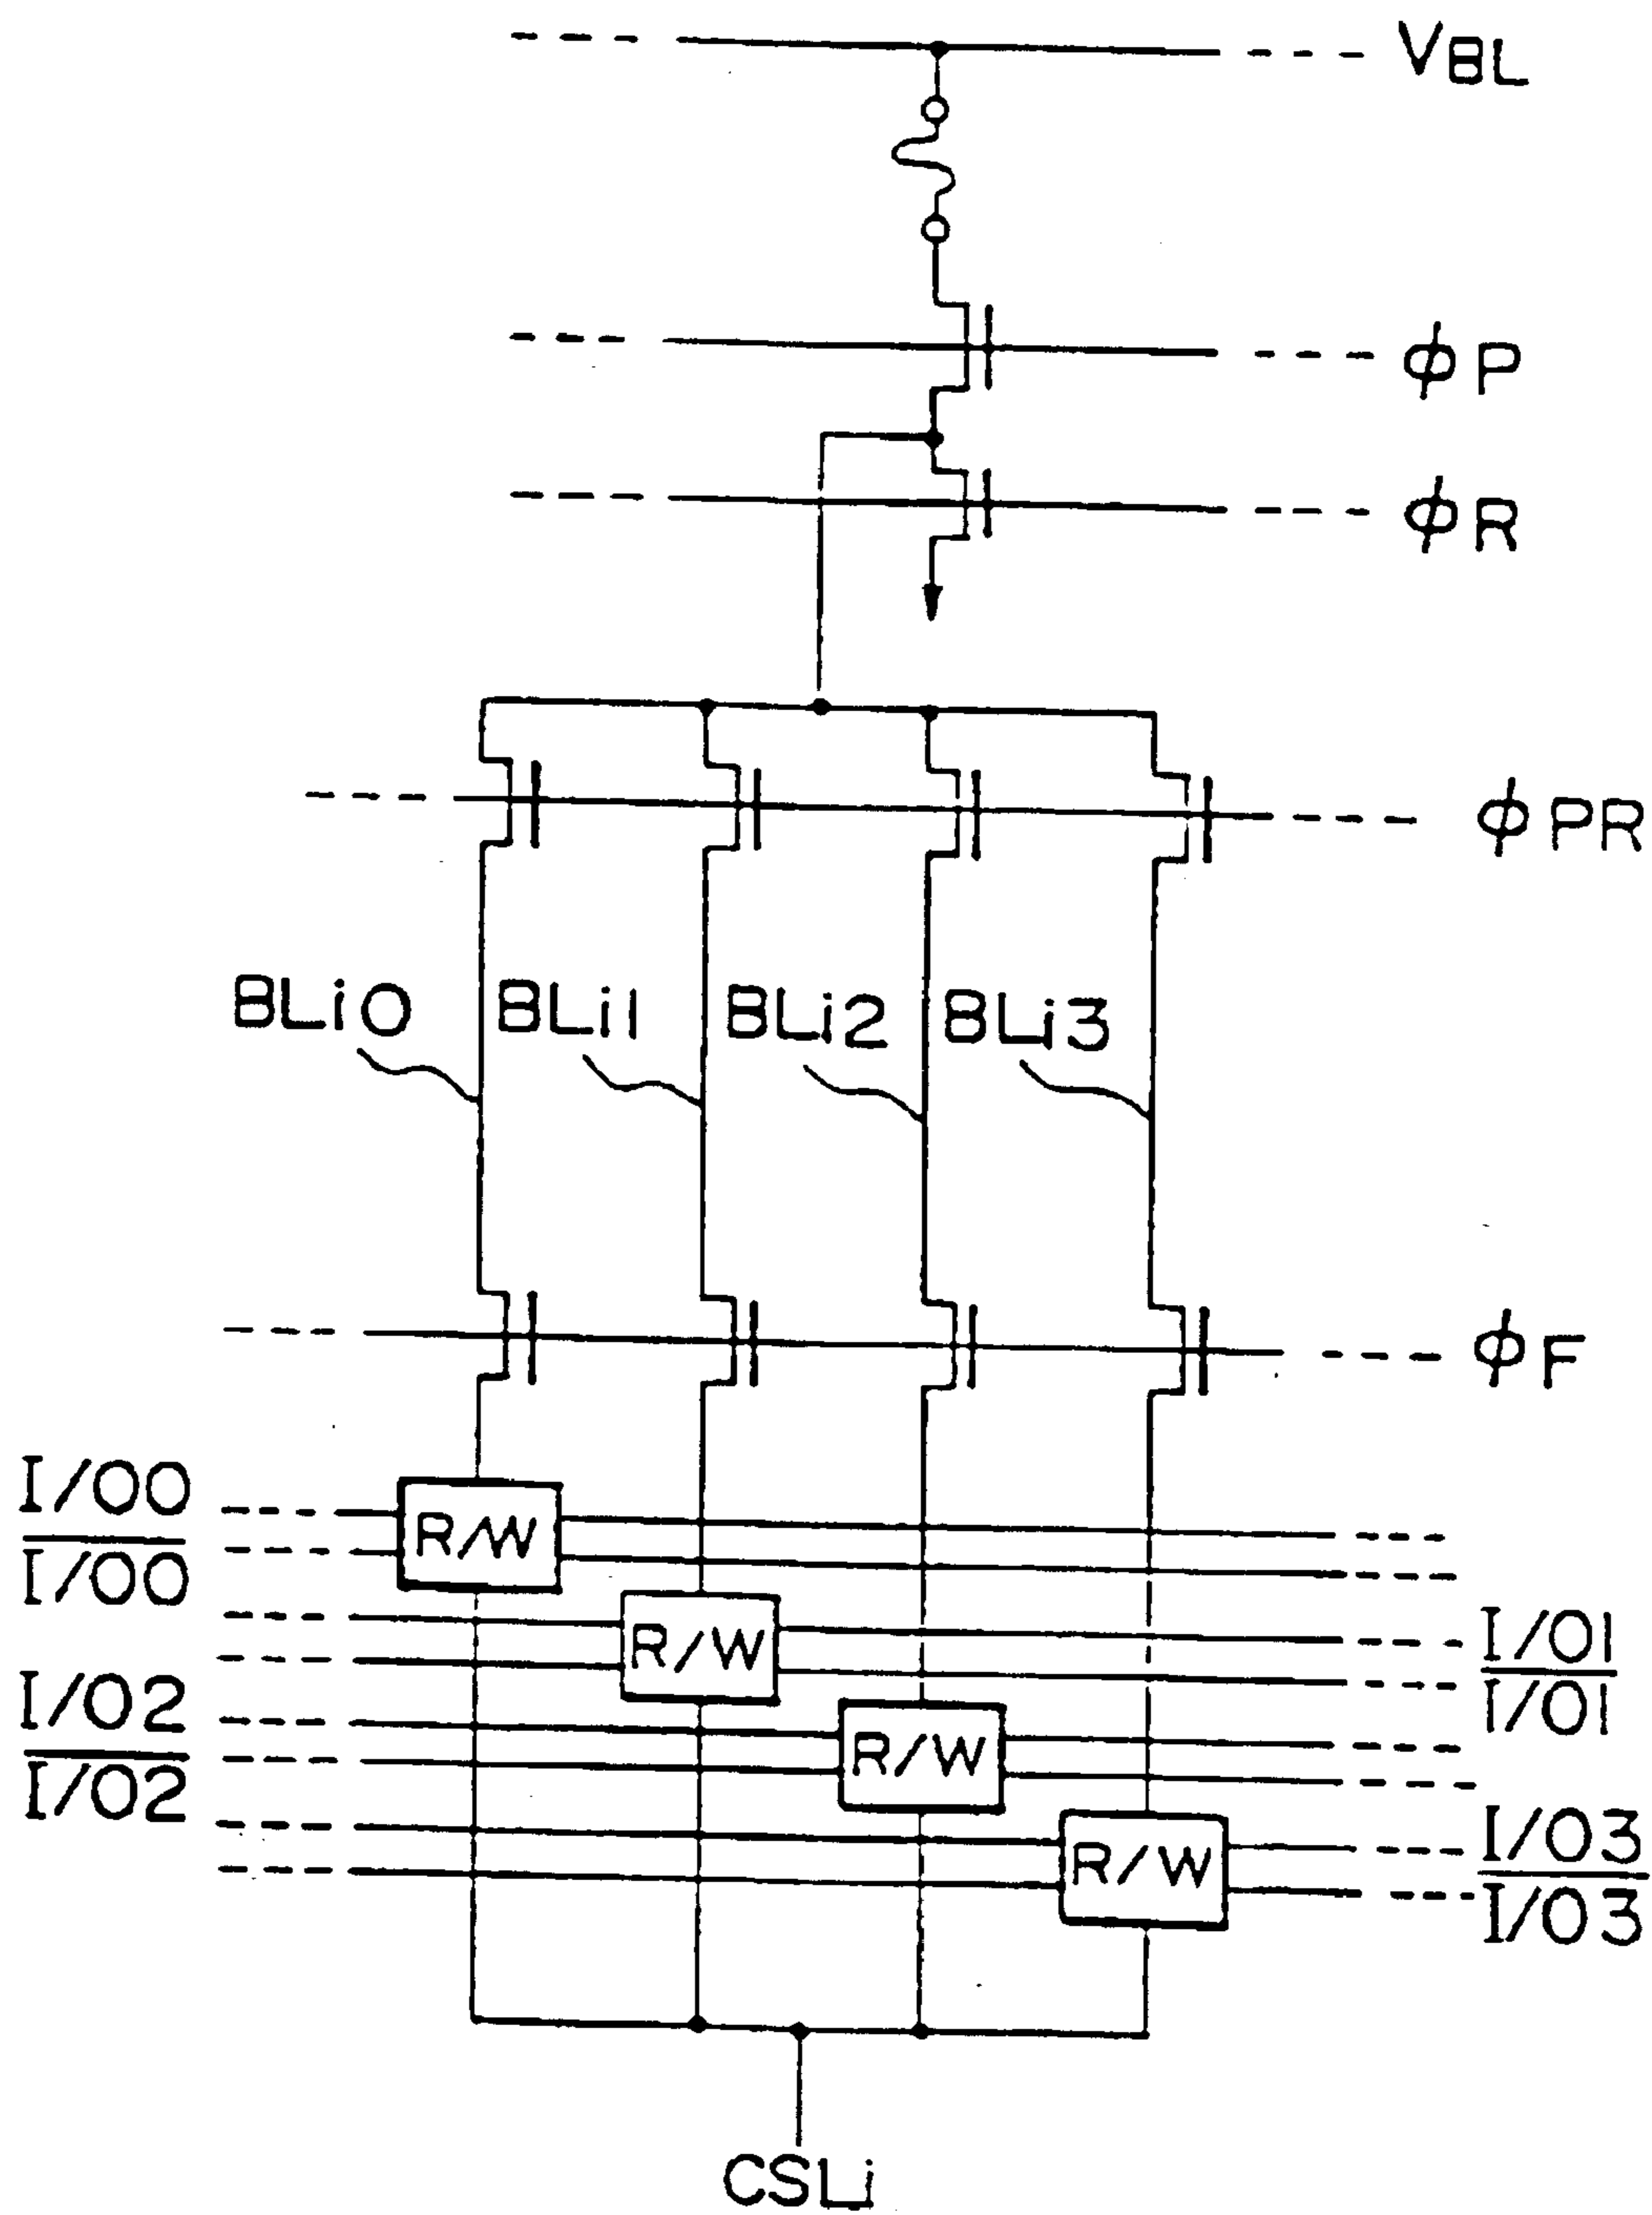 VBL
ϕP
ϕR
ϕPR
BLi0 BLi1 BLi2 BLi3
ϕF
I/O0
I/O0
R/W
R/W
I/O1
I/O1
I/O2
I/O2
R/W
R/W
I/O3
I/O3
CSLi